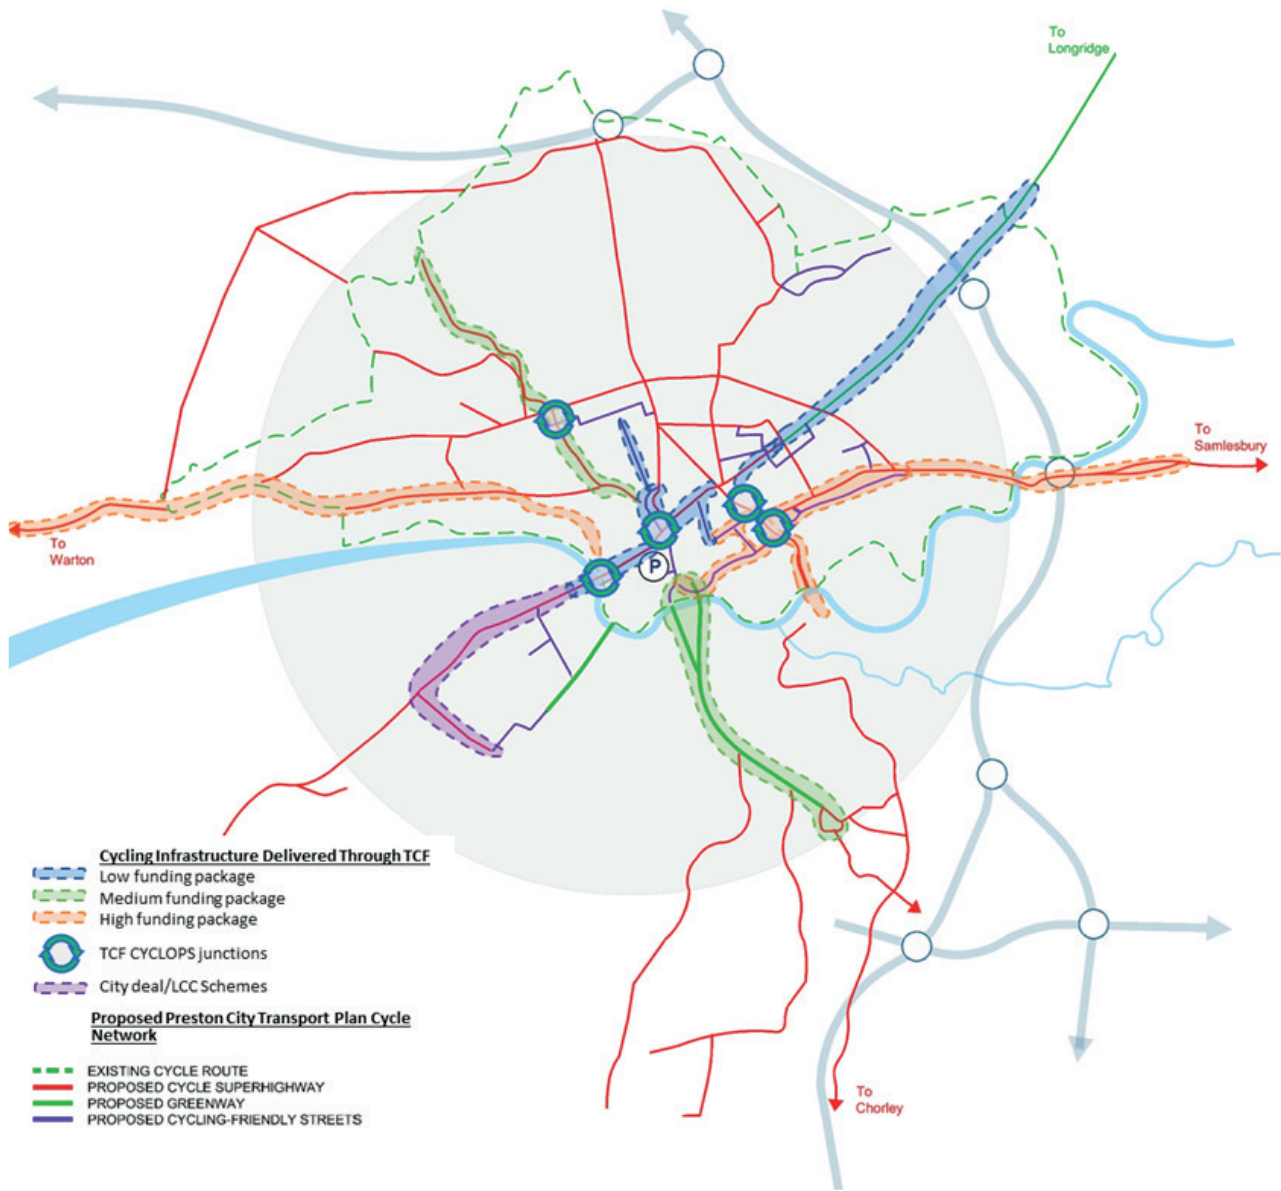 To
Longridge
To
Samlesbury
To
Warton
P
Cycling Infrastructure Delivered Through TCF
Low funding package
Medium funding package
High funding package
TCF CYCLOPS junctions
City deal/LCC Schemes
Proposed Preston City Transport Plan Cycle
Network
EXISTING CYCLE ROUTE
PROPOSED CYCLE SUPERHIGHWAY
PROPOSED GREENWAY
PROPOSED CYCLING-FRIENDLY STREETS
To
Chorley